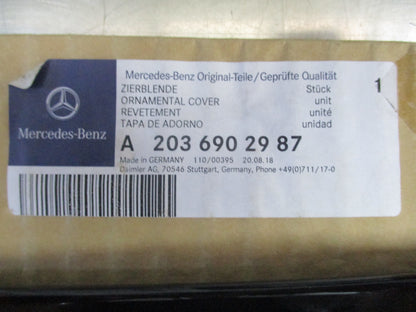 Mercedes-Benz Original-Teile/Geprüfte Qualität
ZIERBLENDE Stück 1
ORNAMENTAL COVER unit
REVETEMENT unité
TAPA DE ADORNO unidad
Mercedes-Benz
A 203 690 29 87
Made in GERMANY 110/00395 20.08.18
Daimler AG, 70546 Stuttgart, Germany, Phone +49(0)711/17-0